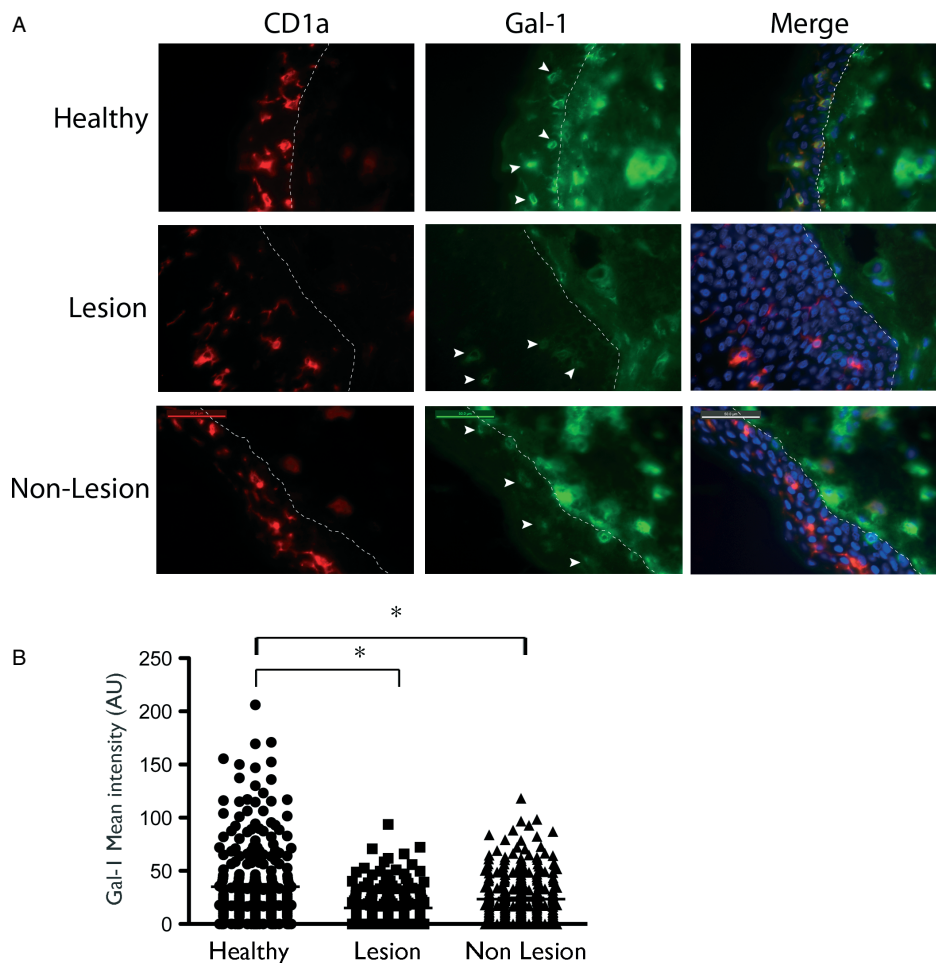 A
CD1a
Gal-1
Merge
Healthy
Lesion
Non-Lesion
*
B
*
250
200
150
100
50
0
Gal-1 Mean intensity (AU)
Healthy
Lesion
Non Lesion